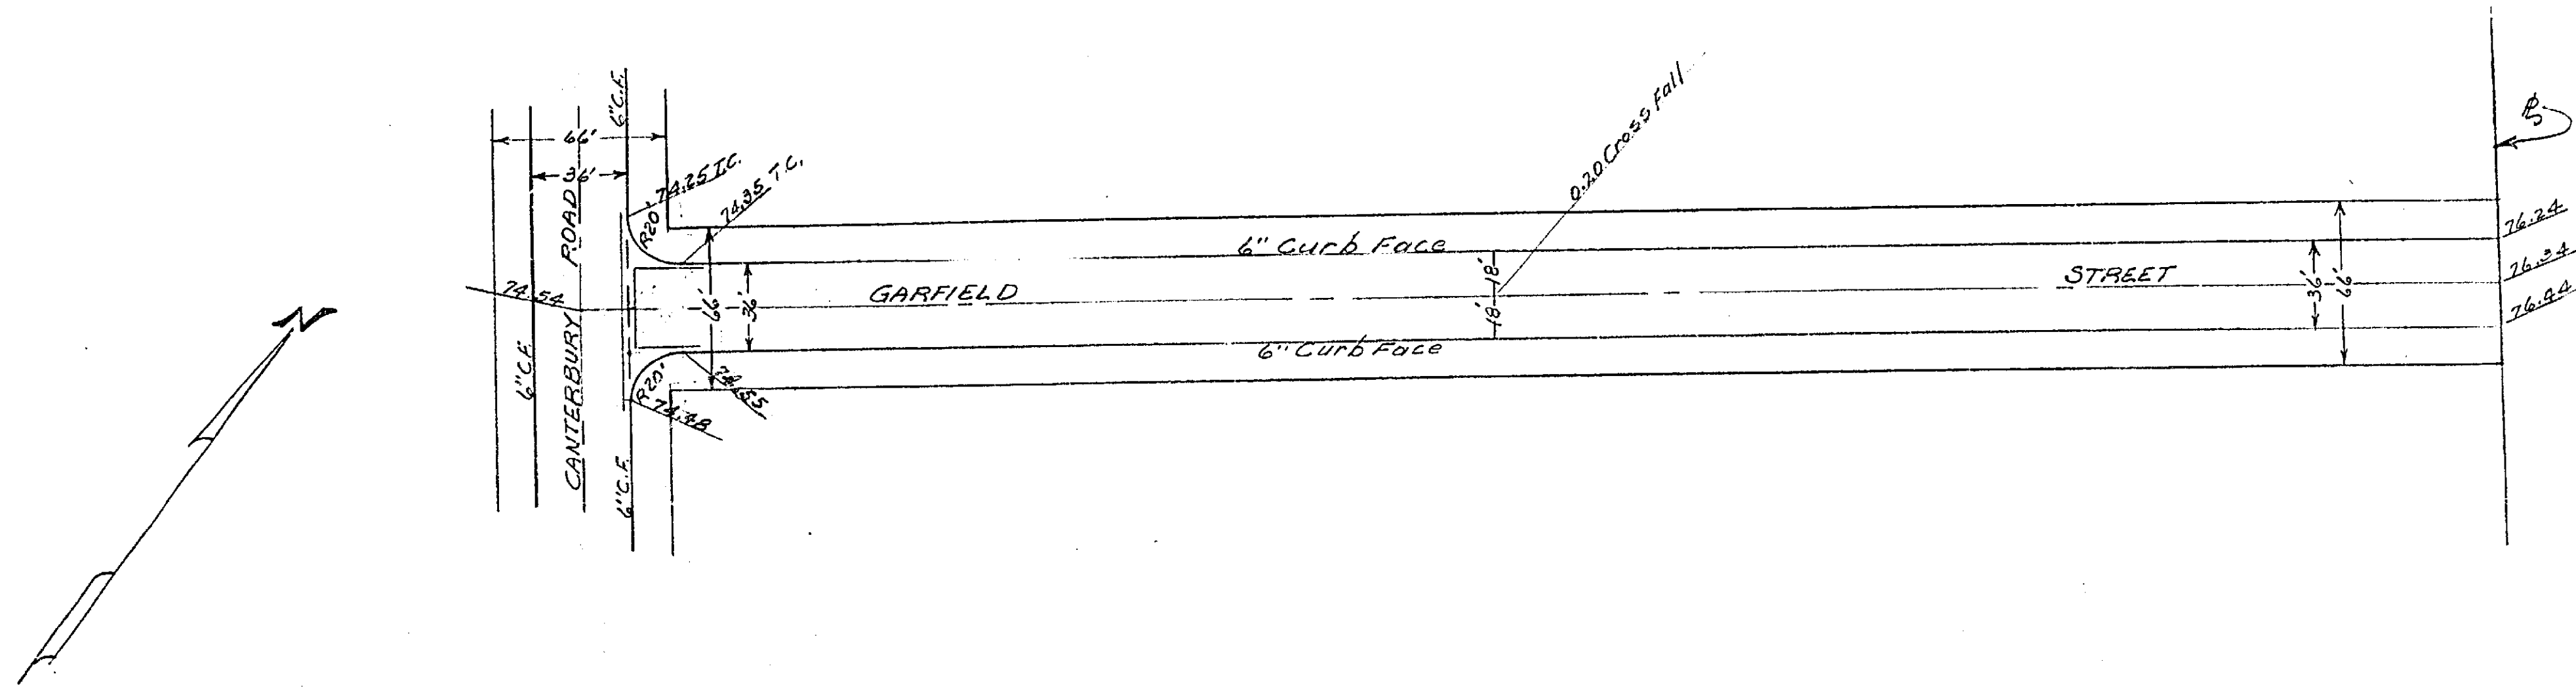 N
66'
36'
6"C.F.
6"C.F.
6"C.F.
CANTERBURY ROAD
74.54
R20'
74.25 T.C.
74.35 T.C.
R20'
74.48
74.55
66'
36'
GARFIELD
STREET
6" Curb Face
6" Curb Face
18'
18'
0.20 Cross Fall
36'
66'
76.24
76.34
76.44